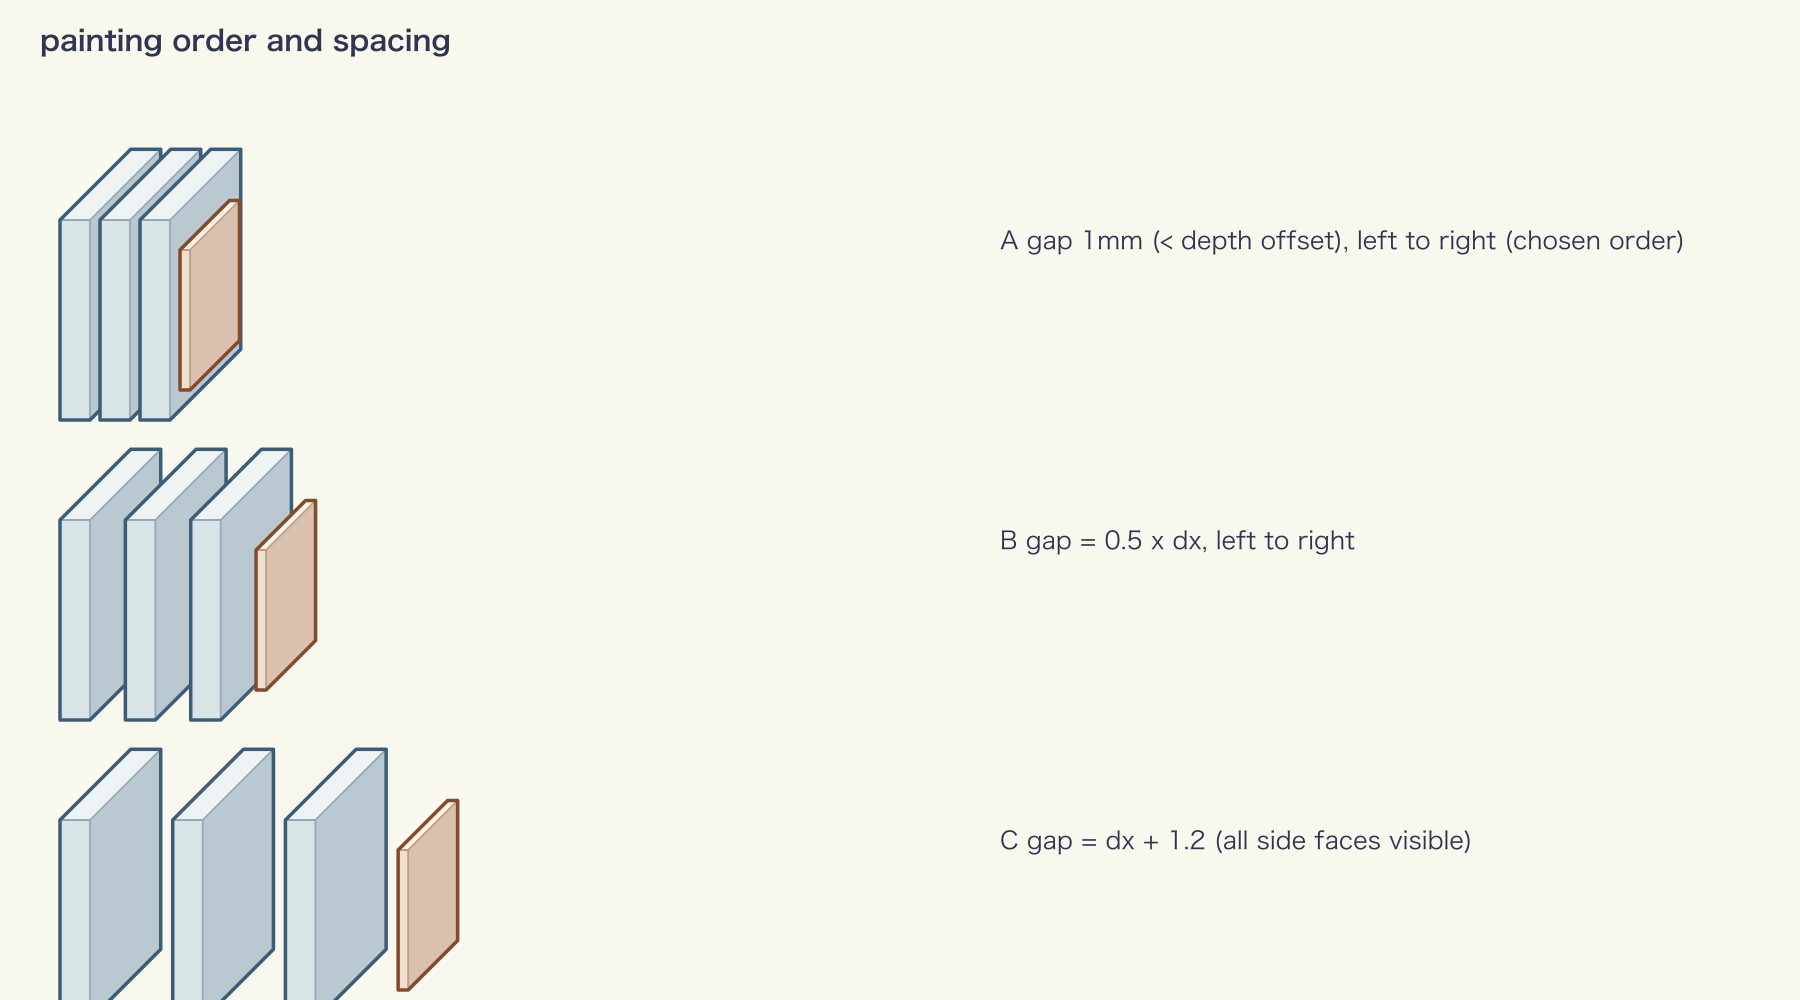 painting order and spacing
A gap 1mm (< depth offset), left to right (chosen order)
B gap = 0.5 x dx, left to right
C gap = dx + 1.2 (all side faces visible)